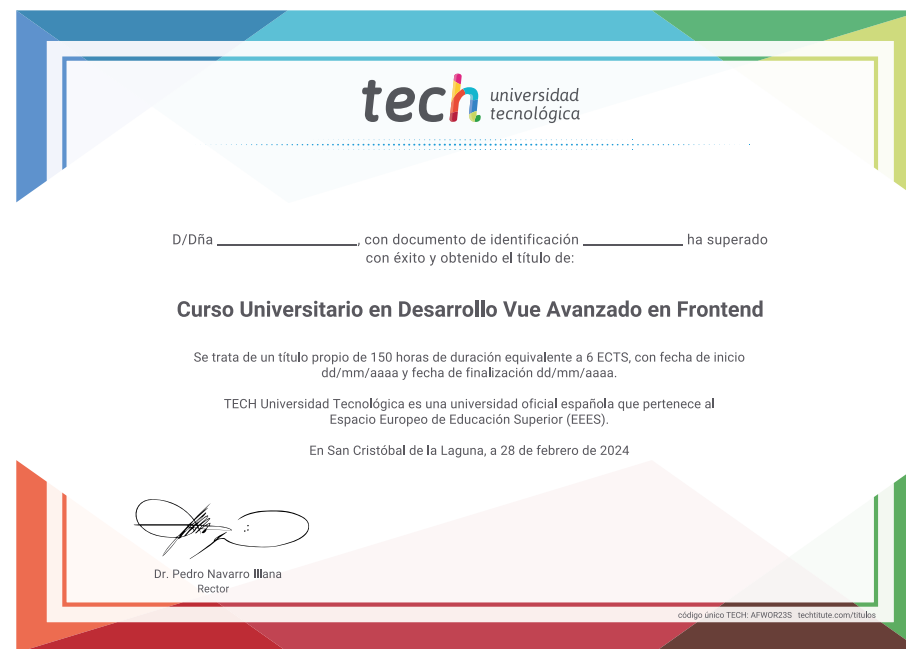 tech universidad
tecnológica
D/Dña ____________________, con documento de identificación ______________ ha superado
con éxito y obtenido el título de:
Curso Universitario en Desarrollo Vue Avanzado en Frontend
Se trata de un título propio de 150 horas de duración equivalente a 6 ECTS, con fecha de inicio
dd/mm/aaaa y fecha de finalización dd/mm/aaaa.
TECH Universidad Tecnológica es una universidad oficial española que pertenece al
Espacio Europeo de Educación Superior (EEES).
En San Cristóbal de la Laguna, a 28 de febrero de 2024
Dr. Pedro Navarro Illana
Rector
código único TECH: AFWOR23S techtitute.com/titulos